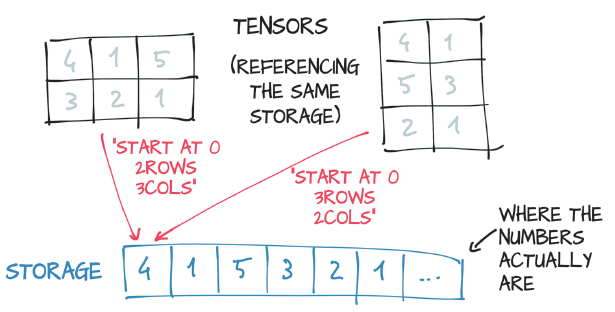 TENSORS
(REFERENCING
THE SAME
STORAGE)
4 1 5
3 2 1
4 1
5 3
2 1
"START AT 0
2ROWS
3COLS"
"START AT 0
3ROWS
2COLS"
WHERE THE
NUMBERS
ACTUALLY
ARE
STORAGE 4 1 5 3 2 1 ...